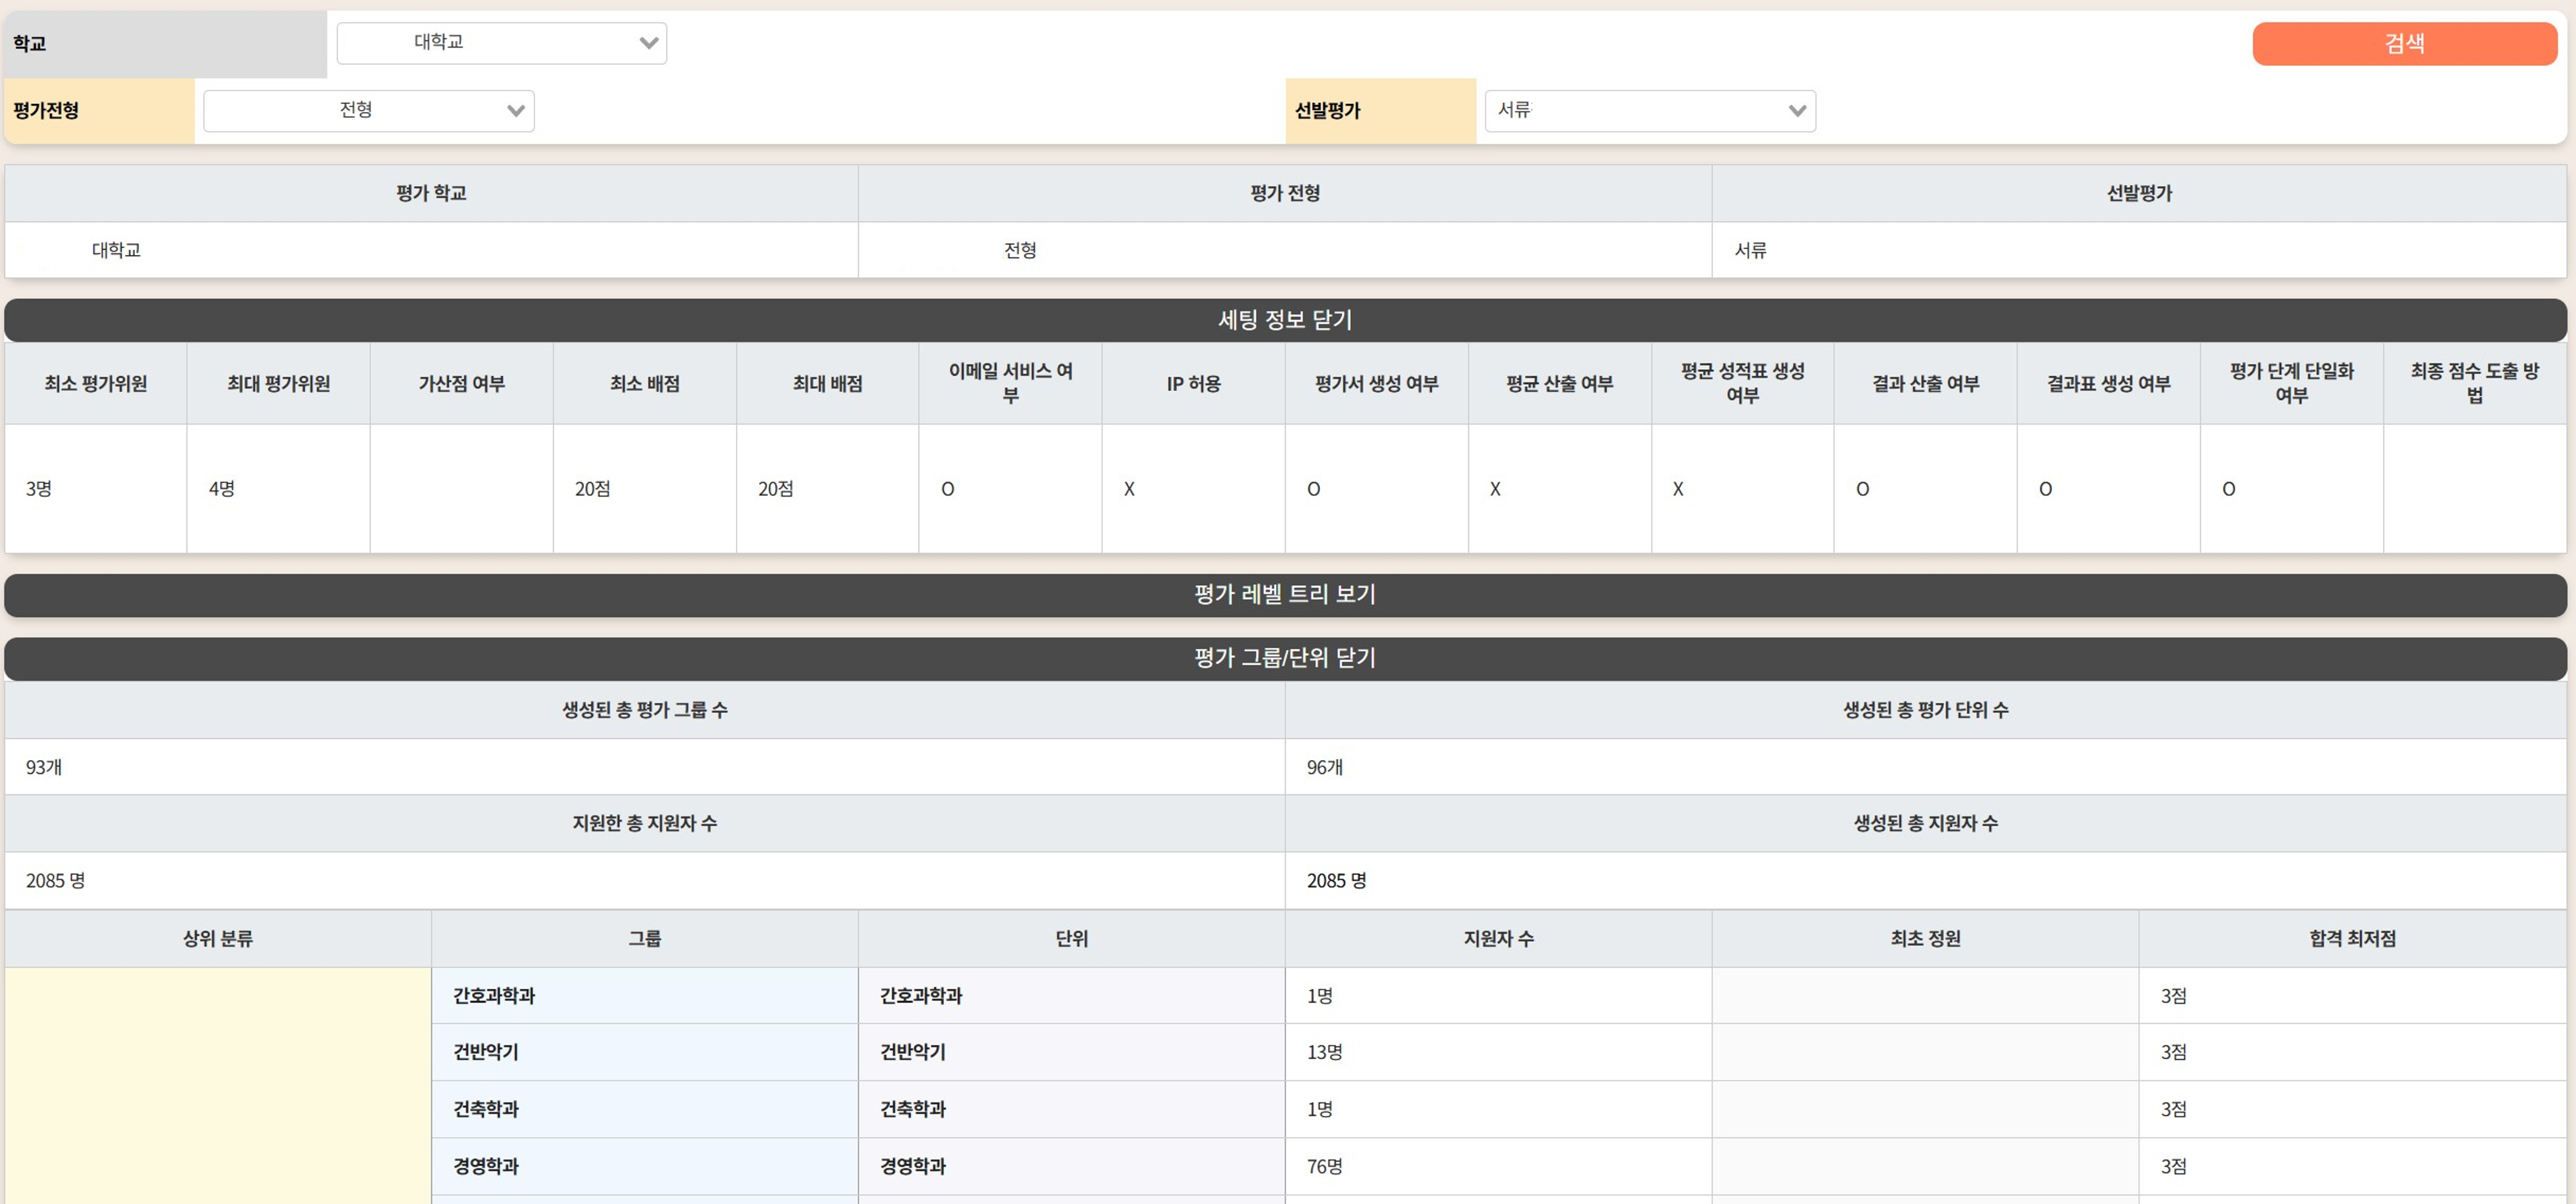 학교 대학교 검색
평가전형 전형 선발평가 서류
평가 학교 평가 전형 선발평가
대학교 전형 서류
세팅 정보 닫기
최소 평가위원 최대 평가위원 가산점 여부 최소 배점 최대 배점 이메일 서비스 여부 IP 허용 평가서 생성 여부 평균 산출 여부 평균 성적표 생성 여부 결과 산출 여부 결과표 생성 여부 평가 단계 단일화 여부 최종 점수 도출 방법
3명 4명 20점 20점 O X O X X O O O
평가 레벨 트리 보기
평가 그룹/단위 닫기
생성된 총 평가 그룹 수 생성된 총 평가 단위 수
93개 96개
지원한 총 지원자 수 생성된 총 지원자 수
2085 명 2085 명
상위 분류 그룹 단위 지원자 수 최초 정원 합격 최저점
간호과학과 간호과학과 1명 3점
건반악기 건반악기 13명 3점
건축학과 건축학과 1명 3점
경영학과 경영학과 76명 3점